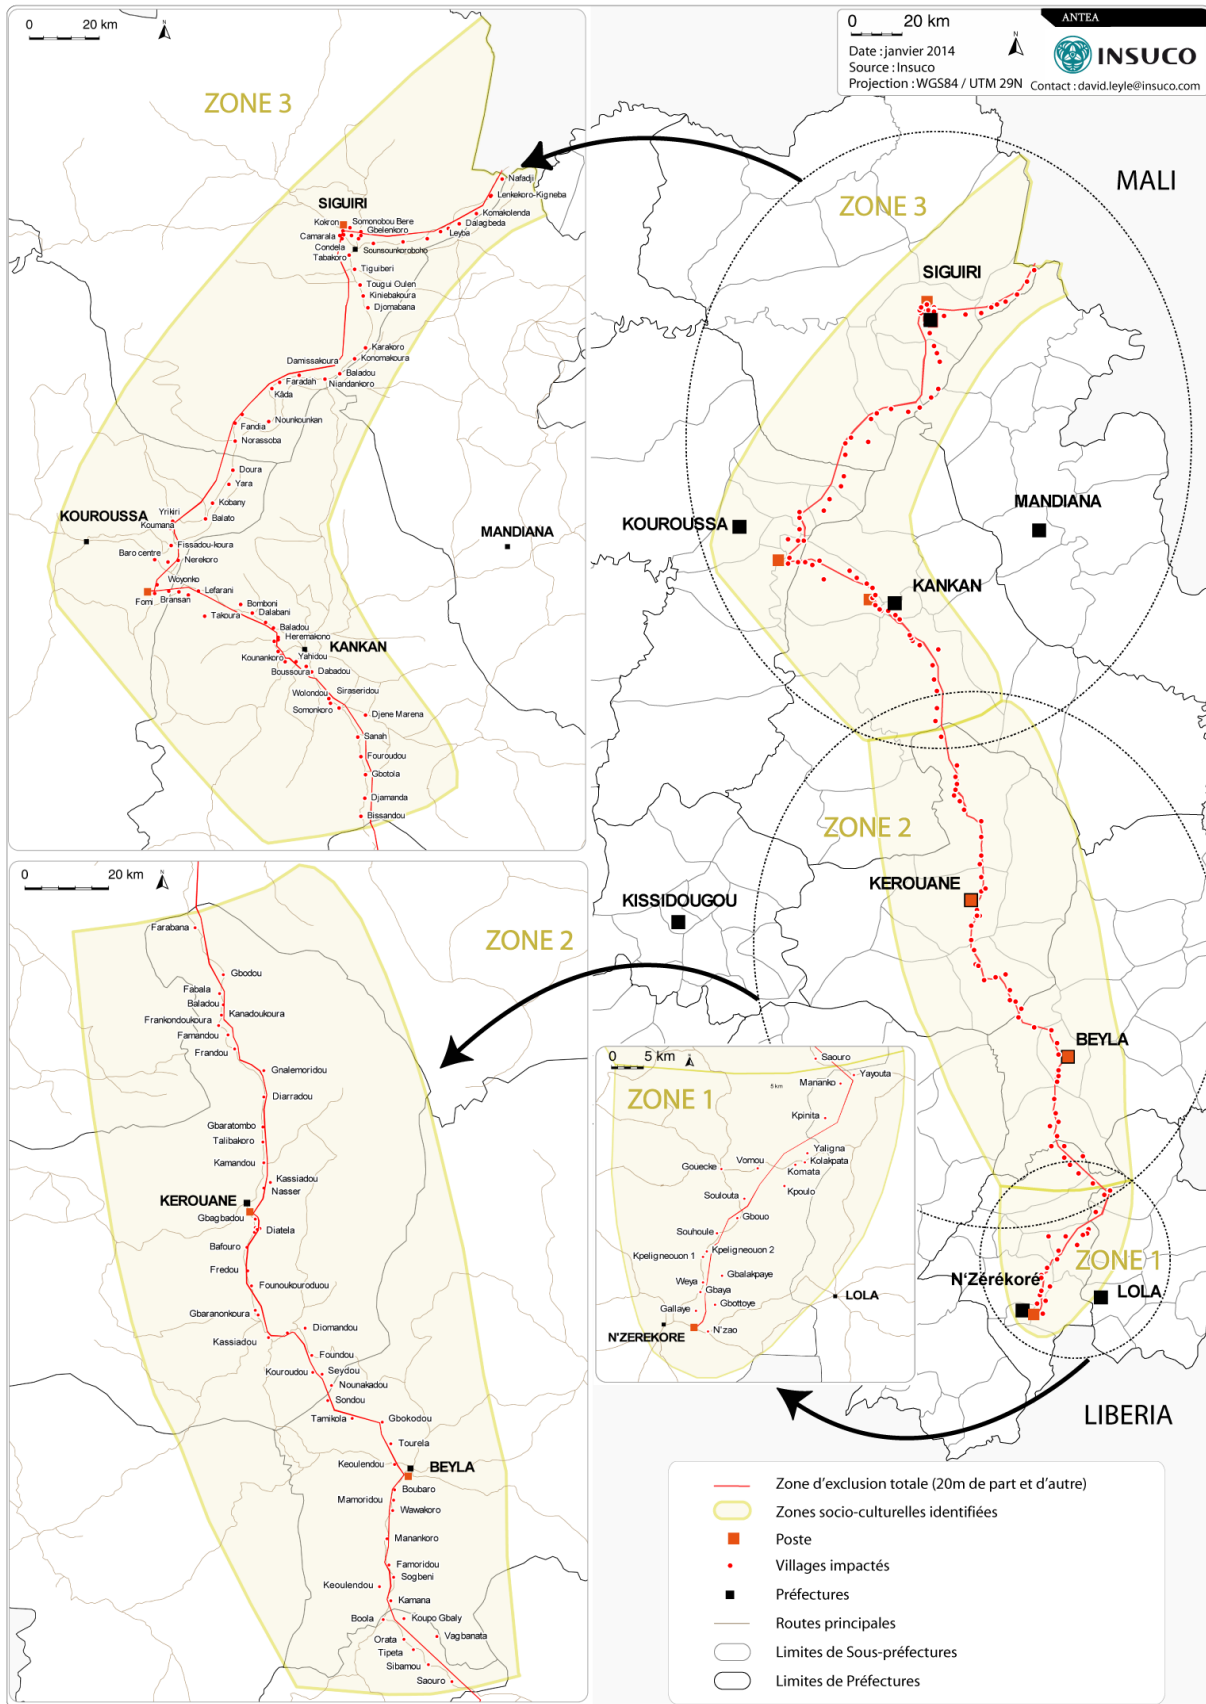 0 20 km
N
ZONE 3
Nafadji
Lenkekoro-Kigneba
Komakolenda
Dalagbeda
Leyba
SIGUIRI
Kokron
Somonobou Bere
Gbelenkoro
Camarala
Condela
Sounsounkoroboho
Tabakoro
Tiguiberi
Tougui Oulen
Kiniebakoura
Djomabana
Karakoro
Konomakoura
Damissakoura
Baladou
Faradah
Niandankoro
Kàda
Nounkounkan
Fandia
Norassoba
Doura
Yara
Kobany
Yrikiri
Balato
Koumana
KOUROUSSA
MANDIANA
Fissadou-koura
Baro centre
Nerekoro
Woyonko
Lefarani
Fomi
Bransan
Bomboni
Takoura
Dalabani
Baladou
Heremakono
KANKAN
Kounankoro
Yahidou
Boussoura
Dabadou
Wolondou
Siraseridou
Somonkoro
Djene Marena
Sanah
Fouroudou
Gbotola
Djamanda
Bissandou
0 20 km
N
ANTEA
INSUCO
Date : janvier 2014
Source : Insuco
Projection : WGS84 / UTM 29N
Contact : david.leyle@insuco.com
MALI
ZONE 3
SIGUIRI
KOUROUSSA
MANDIANA
KANKAN
ZONE 2
KEROUANE
KISSIDOUGOU
BEYLA
ZONE 1
N'Zérékoré
LOLA
LIBERIA
0 20 km
N
ZONE 2
Farabana
Gbodou
Fabala
Baladou
Kanadoukoura
Frankondoukoura
Famandou
Frandou
Gnalemoridou
Diarradou
Gbaratombo
Talibakoro
Kamandou
Kassiadou
Nasser
KEROUANE
Gbagbadou
Diatela
Bafouro
Fredou
Founoukouroduou
Gbaranonkoura
Diomandou
Kassiadou
Foundou
Kouroudou
Seydou
Nounakadou
Sondou
Tamikola
Gbokodou
Tourela
Keoulendou
BEYLA
Boubaro
Mamoridou
Wawakoro
Manankoro
Famoridou
Sogbeni
Keoulendou
Kamana
Boola
Koupo Gbaly
Orata
Vagbanata
Tipeta
Sibamou
Saouro
0 5 km
N
ZONE 1
5 km
Saouro
Yayouta
Mananko
Kpinita
Yaligna
Vomou
Kolakpata
Gouecke
Komata
Kpoulo
Soulouta
Gbouo
Souhoule
Kpeligneouon 2
Kpeligneouon 1
Gbalakpaye
Weya
Gbaya
Gallaye
Gbottoye
LOLA
N'ZEREKORE
N'zao
Zone d'exclusion totale (20m de part et d'autre)
Zones socio-culturelles identifiées
Poste
Villages impactés
Préfectures
Routes principales
Limites de Sous-préfectures
Limites de Préfectures